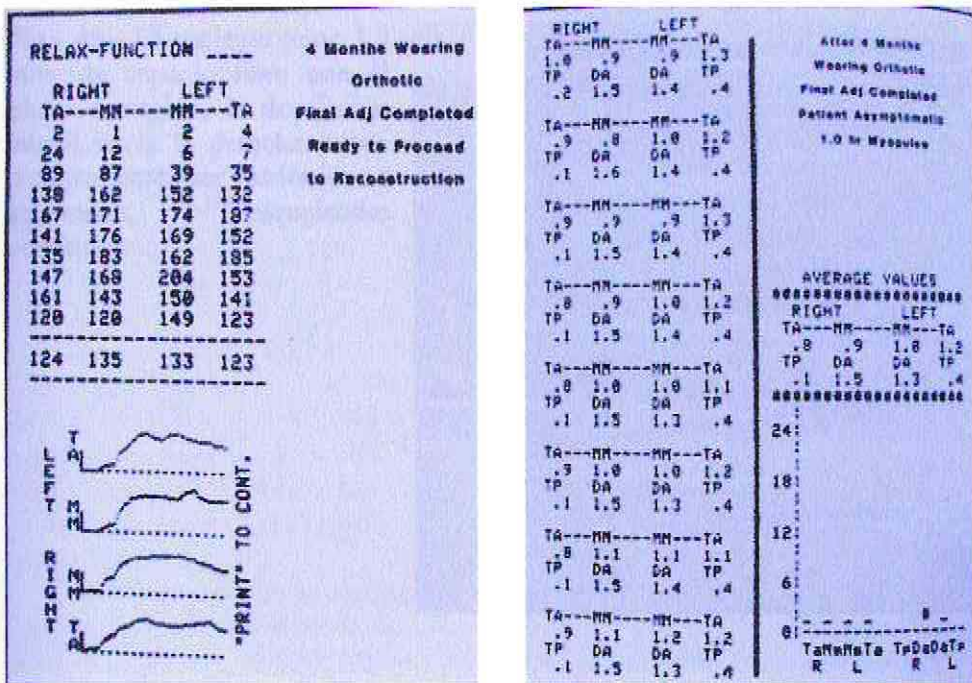 RELAX-FUNCTION ----
RIGHT LEFT
TA---MM----MM---TA
2 1 2 4
24 12 6 7
89 87 39 35
138 162 152 132
167 171 174 187
141 176 169 152
135 183 162 185
147 168 204 153
161 143 150 141
120 120 149 123
124 135 133 123
4 Months Wearing
Orthotic
Final Adj Completed
Ready to Proceed
to Reconstruction
LEFT
TA
MM
RIGHT
MM
TA
"PRINT" TO CONT.
RIGHT LEFT
TA---MM----MM---TA
1.0 .9 .9 1.3
TP DA DA TP
.2 1.5 1.4 .4
TA---MM----MM---TA
.9 .8 1.0 1.2
TP DA DA TP
.1 1.6 1.4 .4
TA---MM----MM---TA
.9 .9 .9 1.3
TP DA DA TP
.1 1.5 1.4 .4
TA---MM----MM---TA
.8 .9 1.0 1.2
TP DA DA TP
.1 1.5 1.4 .4
TA---MM----MM---TA
.8 1.0 1.0 1.1
TP DA DA TP
.1 1.5 1.3 .4
TA---MM----MM---TA
.9 1.0 1.0 1.2
TP DA DA TP
.1 1.5 1.3 .4
TA---MM----MM---TA
.8 1.1 1.1 1.1
TP DA DA TP
.1 1.5 1.4 .4
TA---MM----MM---TA
.9 1.1 1.2 1.2
TP DA DA TP
.1 1.5 1.3 .4
After 4 Months
Wearing Orthotic
Final Adj Completed
Patient Asymptomatic
AVERAGE VALUES
RIGHT LEFT
TA---MM----MM---TA
.8 .9 1.0 1.2
TP DA DA TP
.1 1.5 1.3 .4
24
18
12
6
0
TaMmMmTa TpDaDaTp
R L R L